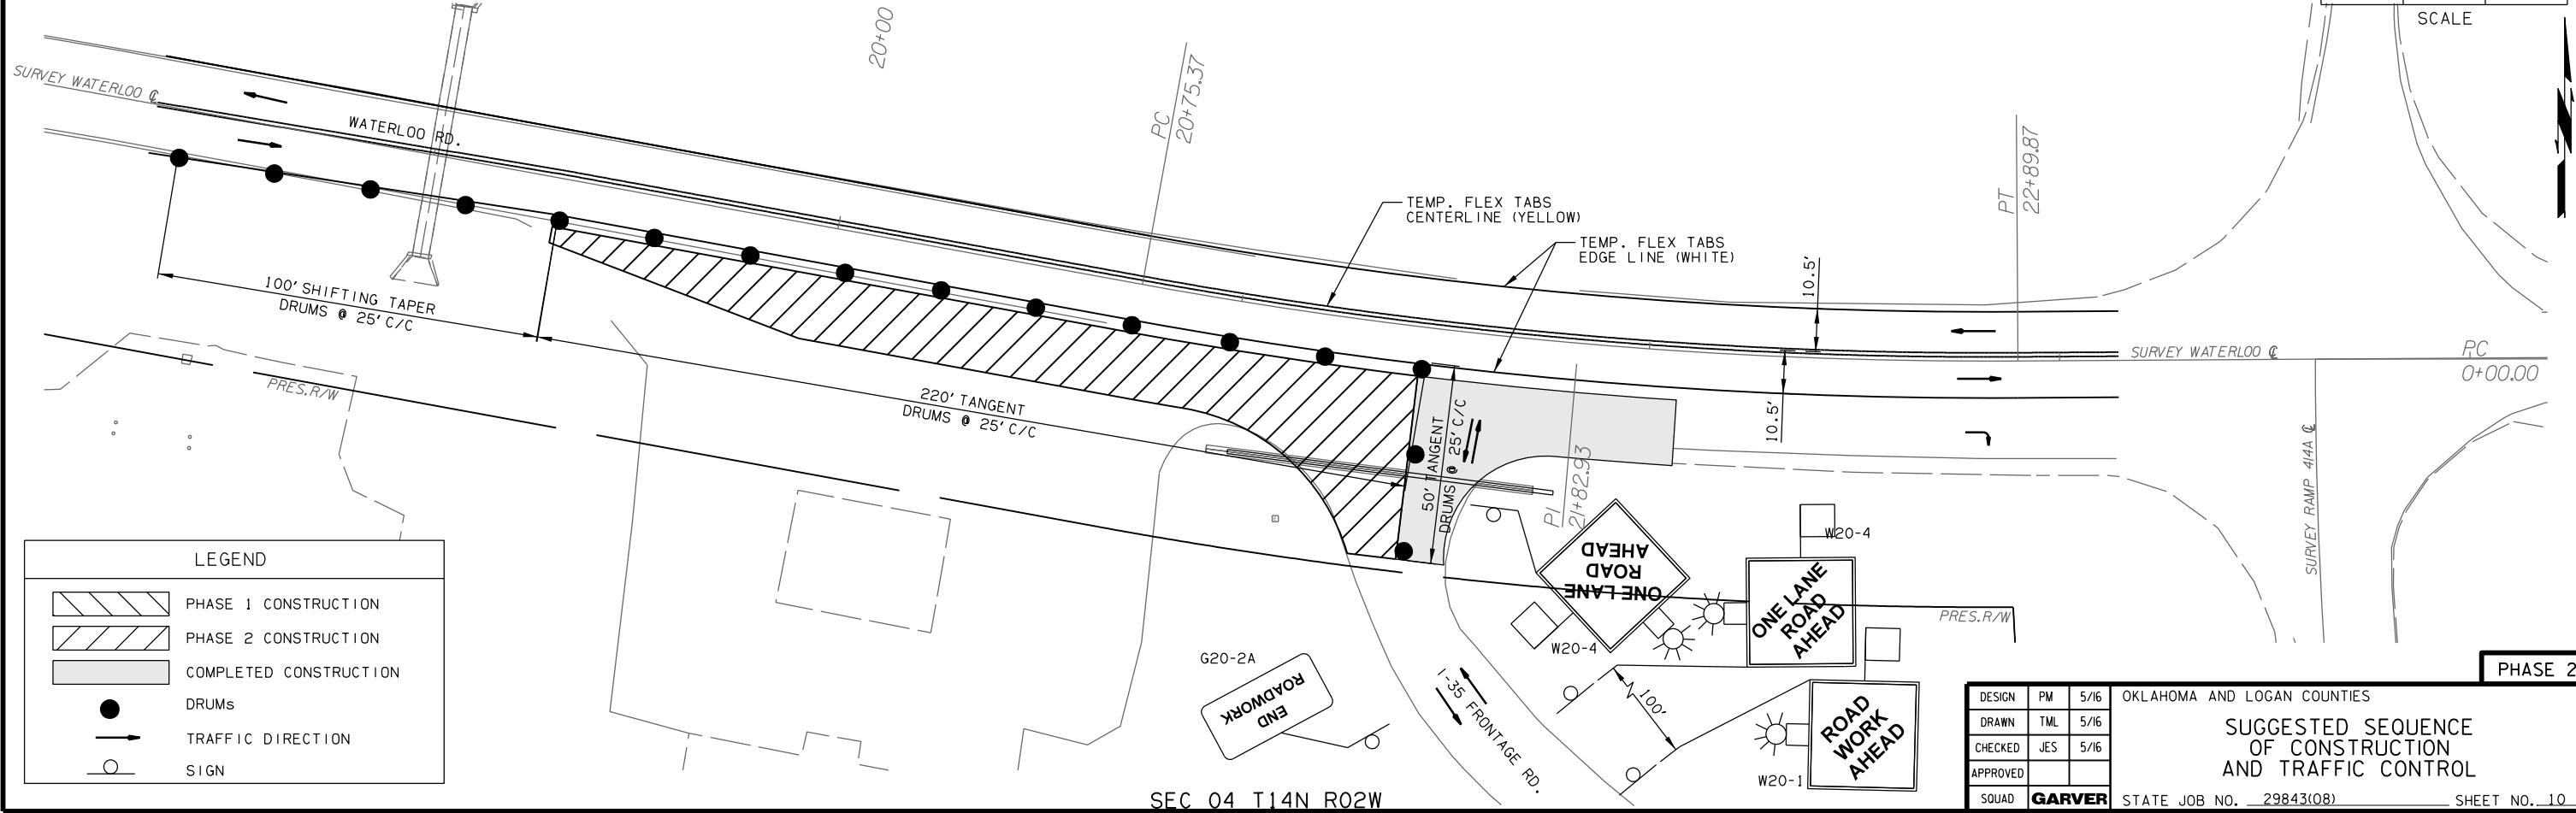 SCALE
20+00
PC
20+75.37
SURVEY WATERLOO ℄
WATERLOO RD.
TEMP. FLEX TABS
CENTERLINE (YELLOW)
TEMP. FLEX TABS
EDGE LINE (WHITE)
PT
22+89.87
10.5'
10.5'
100' SHIFTING TAPER
DRUMS @ 25' C/C
220' TANGENT
DRUMS @ 25' C/C
50' TANGENT
DRUMS @ 25' C/C
PRES.R/W
SURVEY WATERLOO ℄
PC
0+00.00
SURVEY RAMP 414A ℄
PI
21+82.93
ONE LANE
ROAD
AHEAD
W20-4
W20-4
ONE LANE
ROAD
AHEAD
PRES.R/W
ROAD
WORK
AHEAD
W20-1
100'
I-35 FRONTAGE RD.
G20-2A
END
ROADWORK
SEC 04 T14N R02W
LEGEND
PHASE 1 CONSTRUCTION
PHASE 2 CONSTRUCTION
COMPLETED CONSTRUCTION
DRUMs
TRAFFIC DIRECTION
SIGN
PHASE 2
DESIGN PM 5/16
DRAWN TML 5/16
CHECKED JES 5/16
APPROVED
SQUAD GARVER
OKLAHOMA AND LOGAN COUNTIES
SUGGESTED SEQUENCE
OF CONSTRUCTION
AND TRAFFIC CONTROL
STATE JOB NO. 29843(08) SHEET NO. 10